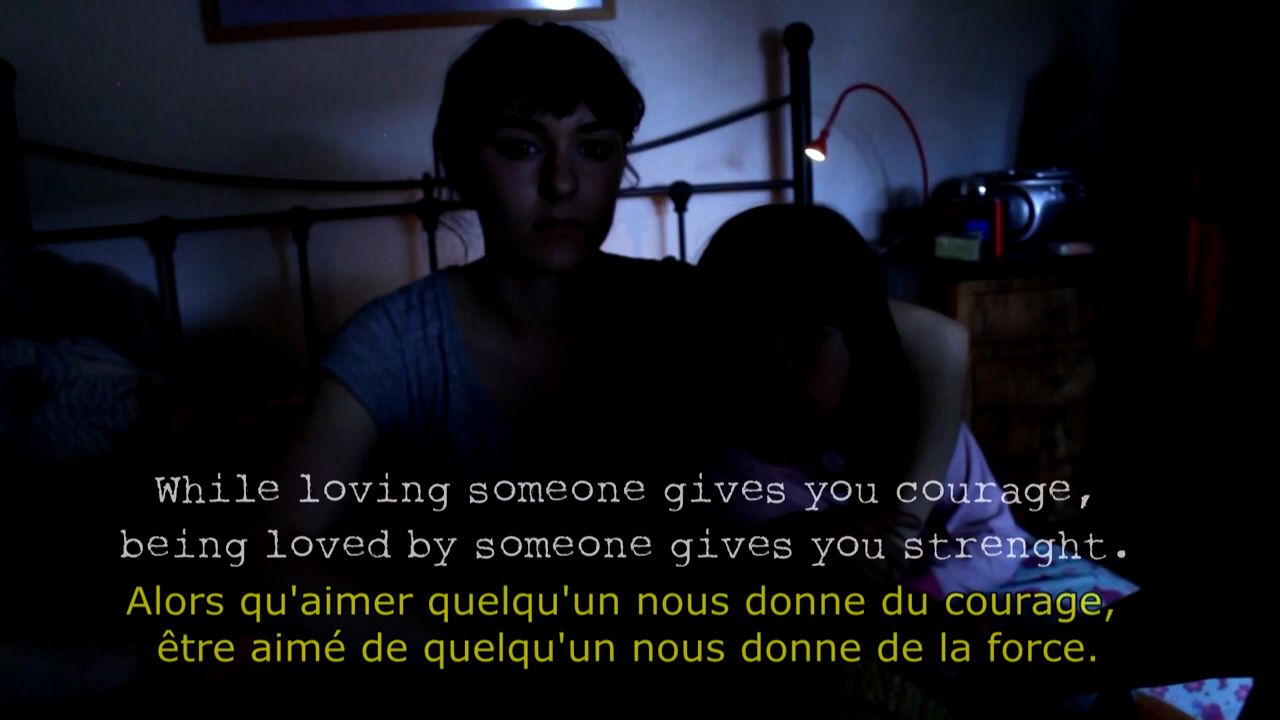 While loving someone gives you courage,
being loved by someone gives you strenght.
Alors qu'aimer quelqu'un nous donne du courage,
être aimé de quelqu'un nous donne de la force.